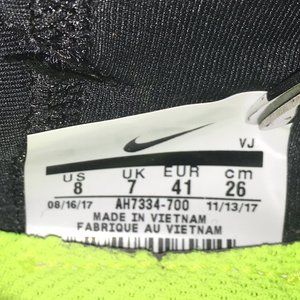 VJ
US UK EUR cm
8 7 41 26
08/16/17 AH7334-700 11/13/17
MADE IN VIETNAM
FABRIQUE AU VIETNAM